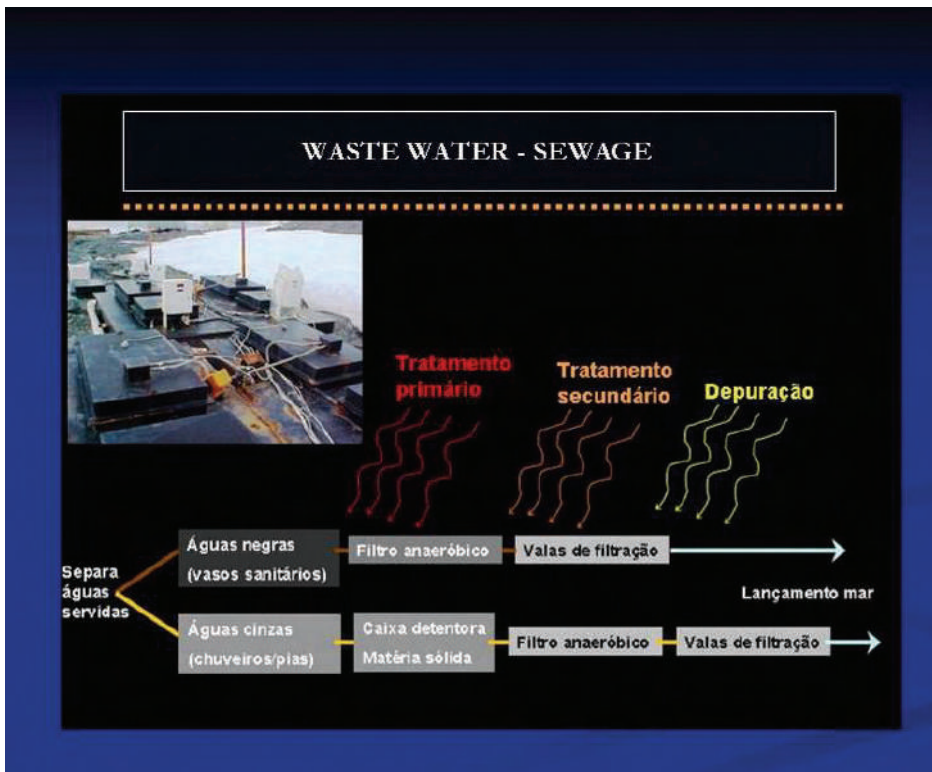 WASTE WATER - SEWAGE
Tratamento
primário
Tratamento
secundário
Depuração
Separa
águas
servidas
Águas negras
(vasos sanitários)
Filtro anaeróbico
Valas de filtração
Lançamento mar
Águas cinzas
(chuveiros/pias)
Caixa detentora
Matéria sólida
Filtro anaeróbico
Valas de filtração